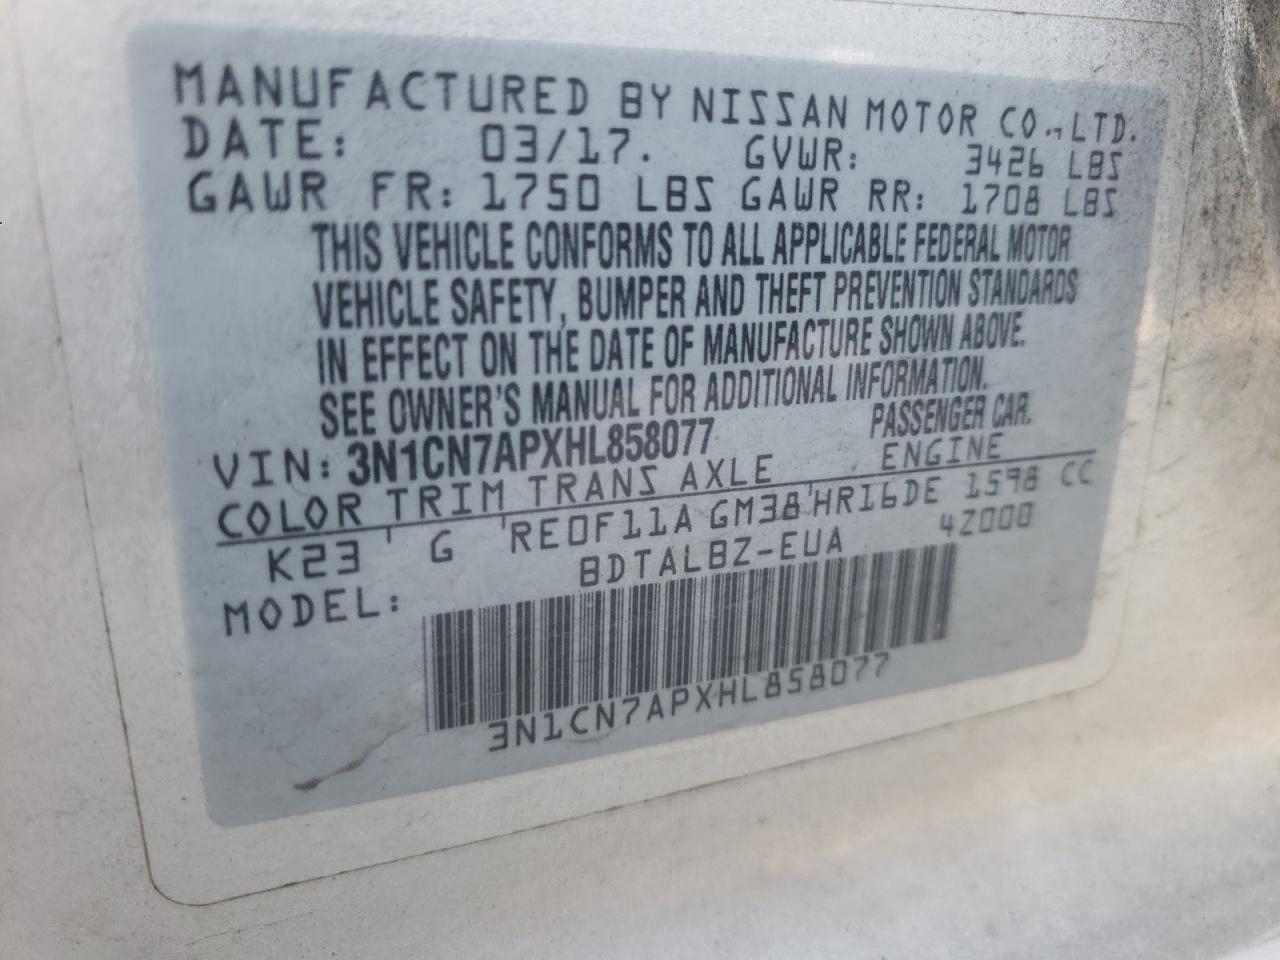 MANUFACTURED BY NISSAN MOTOR CO.,LTD.
DATE: 03/17. GVWR: 3426 LBS
GAWR FR: 1750 LBS GAWR RR: 1708 LBS
THIS VEHICLE CONFORMS TO ALL APPLICABLE FEDERAL MOTOR
VEHICLE SAFETY, BUMPER AND THEFT PREVENTION STANDARDS
IN EFFECT ON THE DATE OF MANUFACTURE SHOWN ABOVE.
SEE OWNER'S MANUAL FOR ADDITIONAL INFORMATION.
VIN: 3N1CN7APXHL858077 PASSENGER CAR.
COLOR TRIM TRANS AXLE ENGINE
K23 G RE0F11A GM38 HR16DE 1598 CC
MODEL: BDTALBZ-EUA 4Z000
3N1CN7APXHL858077